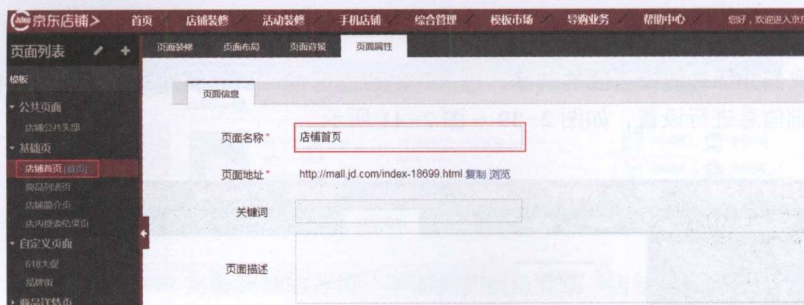 京东店铺>
首页
店铺装修
活动装修
手机店铺
综合管理
模板市场
导购业务
帮助中心
您好,欢迎进入京东
页面列表
页面装修
页面布局
页面背景
页面属性
模板
公共页面
店铺公共头部
基础页
店铺首页[首页]
商品列表页
店铺简介页
店内搜索结果页
自定义页面
618大促
品牌街
商品详情页
页面信息
页面名称*
店铺首页
页面地址*
http://mall.jd.com/index-18699.html 复制 浏览
关键词
页面描述